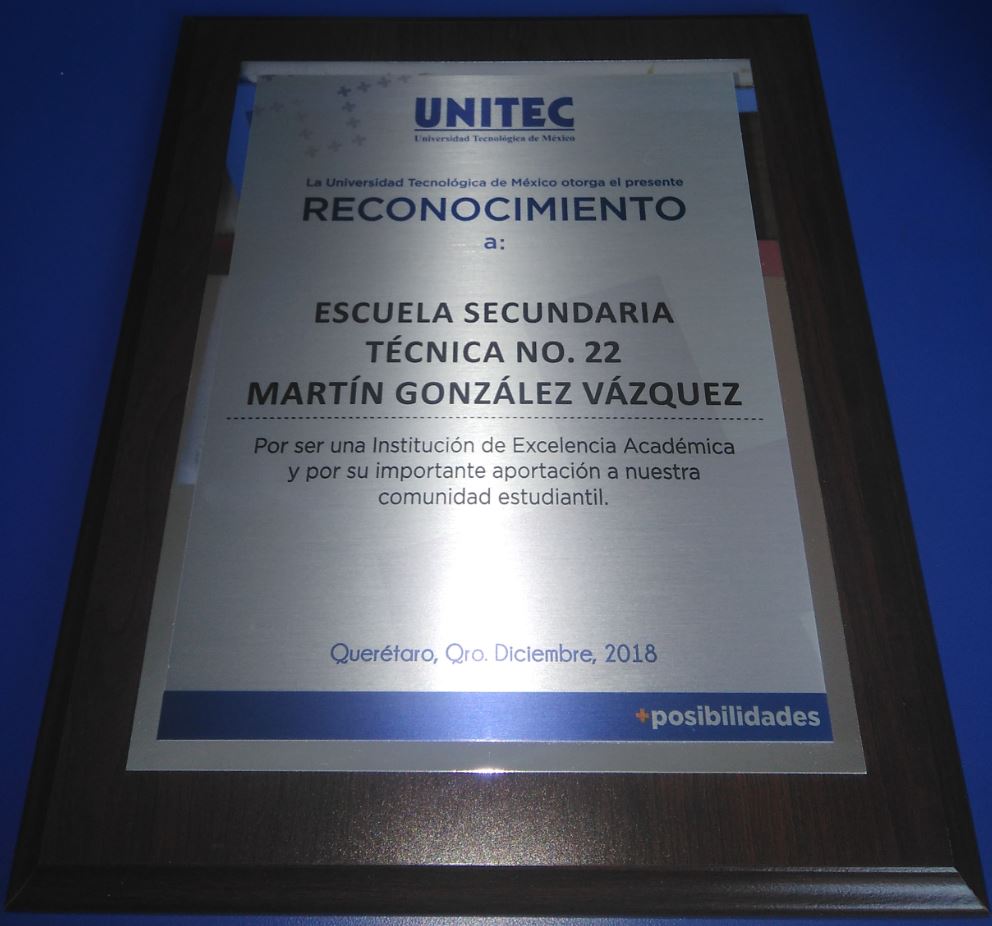 UNITEC
Universidad Tecnológica de México
La Universidad Tecnológica de México otorga el presente
RECONOCIMIENTO
a:
ESCUELA SECUNDARIA
TÉCNICA NO. 22
MARTÍN GONZÁLEZ VÁZQUEZ
Por ser una Institución de Excelencia Académica
y por su importante aportación a nuestra
comunidad estudiantil.
Querétaro, Qro. Diciembre, 2018
+posibilidades